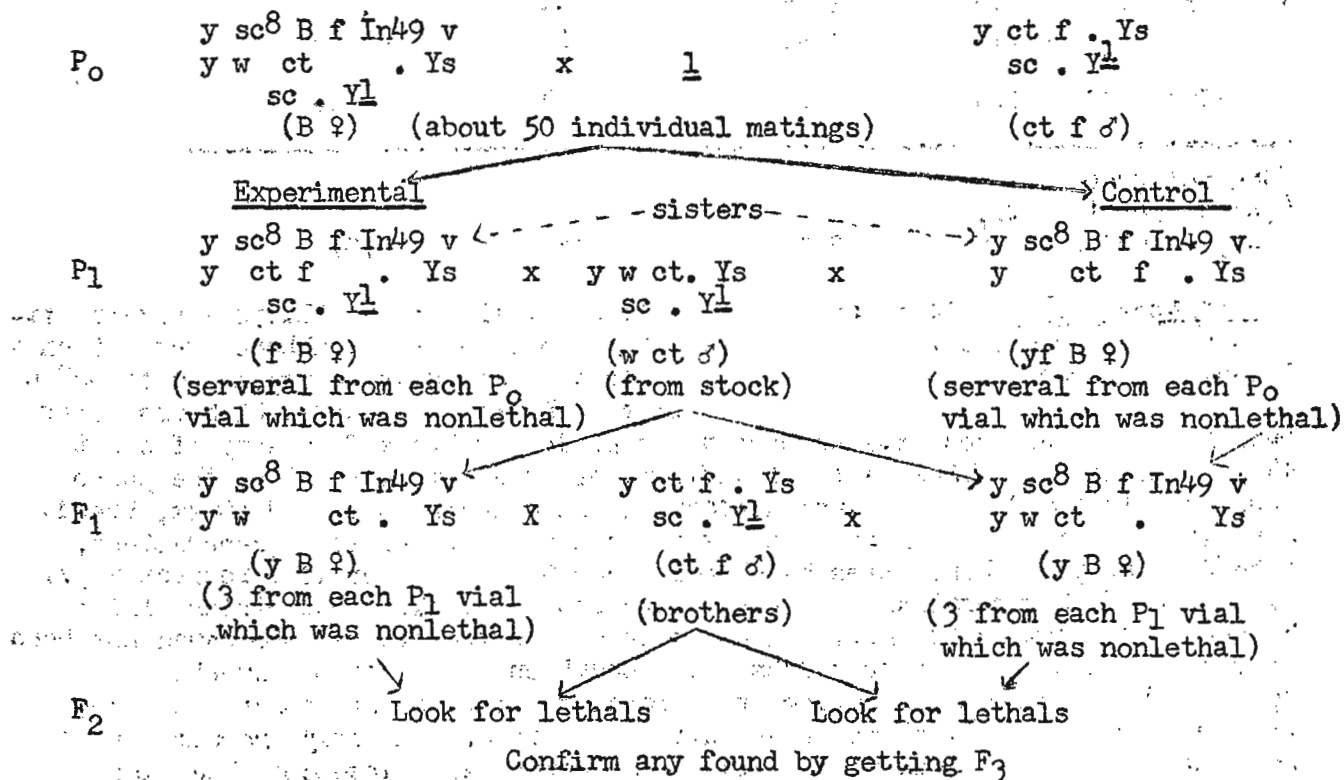 y sc8 B f In49 v y ct f . Ys
P0 y w ct . Ys x 1 sc . Yl
sc . Yl
(B ♀) (about 50 individual matings) (ct f ♂)
Experimental Control
-sisters-
y sc8 B f In49 v y sc8 B f In49 v
P1 y ct f . Ys x y w ct. Ys x y ct f . Ys
sc . Yl sc . Yl
(f B ♀) (w ct ♂) (yf B ♀)
(serveral from each P0 (from stock) (serveral from each P0
vial which was nonlethal) vial which was nonlethal)
y sc8 B f In49 v y ct f . Ys y sc8 B f In49 v
F1 y w ct . Ys X sc . Yl x y w ct . Ys
(y B ♀) (ct f ♂) (y B ♀)
(3 from each P1 vial (brothers) (3 from each P1 vial
which was nonlethal) which was nonlethal)
F2 Look for lethals Look for lethals
Confirm any found by getting F3